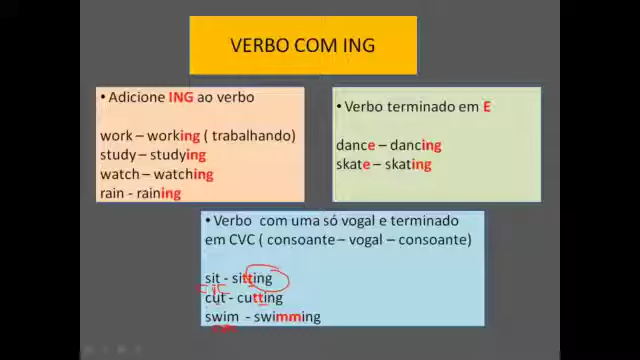 VERBO COM ING
• Adicione ING ao verbo
work – working ( trabalhando)
study – studying
watch – watching
rain - raining
• Verbo terminado em E
dance – dancing
skate – skating
• Verbo com uma só vogal e terminado
em CVC ( consoante – vogal – consoante)
sit - sitting
CVC
cut - cutting
swim - swimming